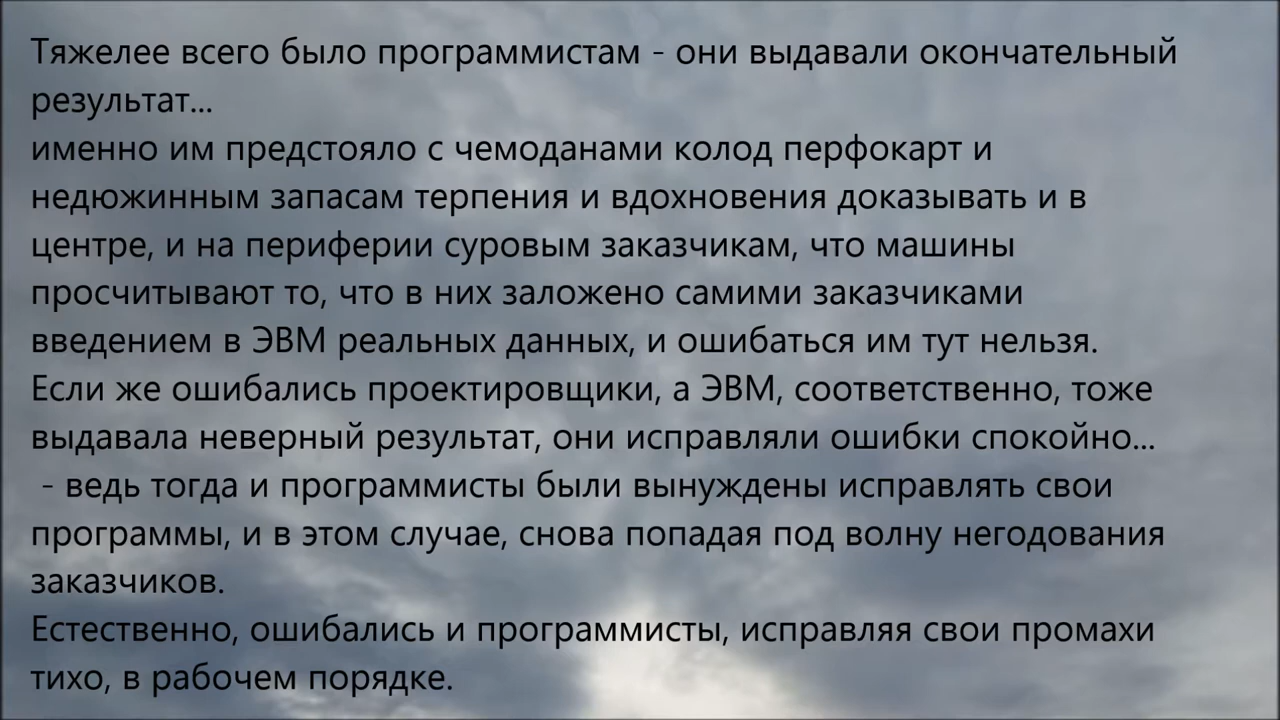 Тяжелее всего было программистам - они выдавали окончательный
результат...
именно им предстояло с чемоданами колод перфокарт и
недюжинным запасам терпения и вдохновения доказывать и в
центре, и на периферии суровым заказчикам, что машины
просчитывают то, что в них заложено самими заказчиками
введением в ЭВМ реальных данных, и ошибаться им тут нельзя.
Если же ошибались проектировщики, а ЭВМ, соответственно, тоже
выдавала неверный результат, они исправляли ошибки спокойно...
- ведь тогда и программисты были вынуждены исправлять свои
программы, и в этом случае, снова попадая под волну негодования
заказчиков.
Естественно, ошибались и программисты, исправляя свои промахи
тихо, в рабочем порядке.